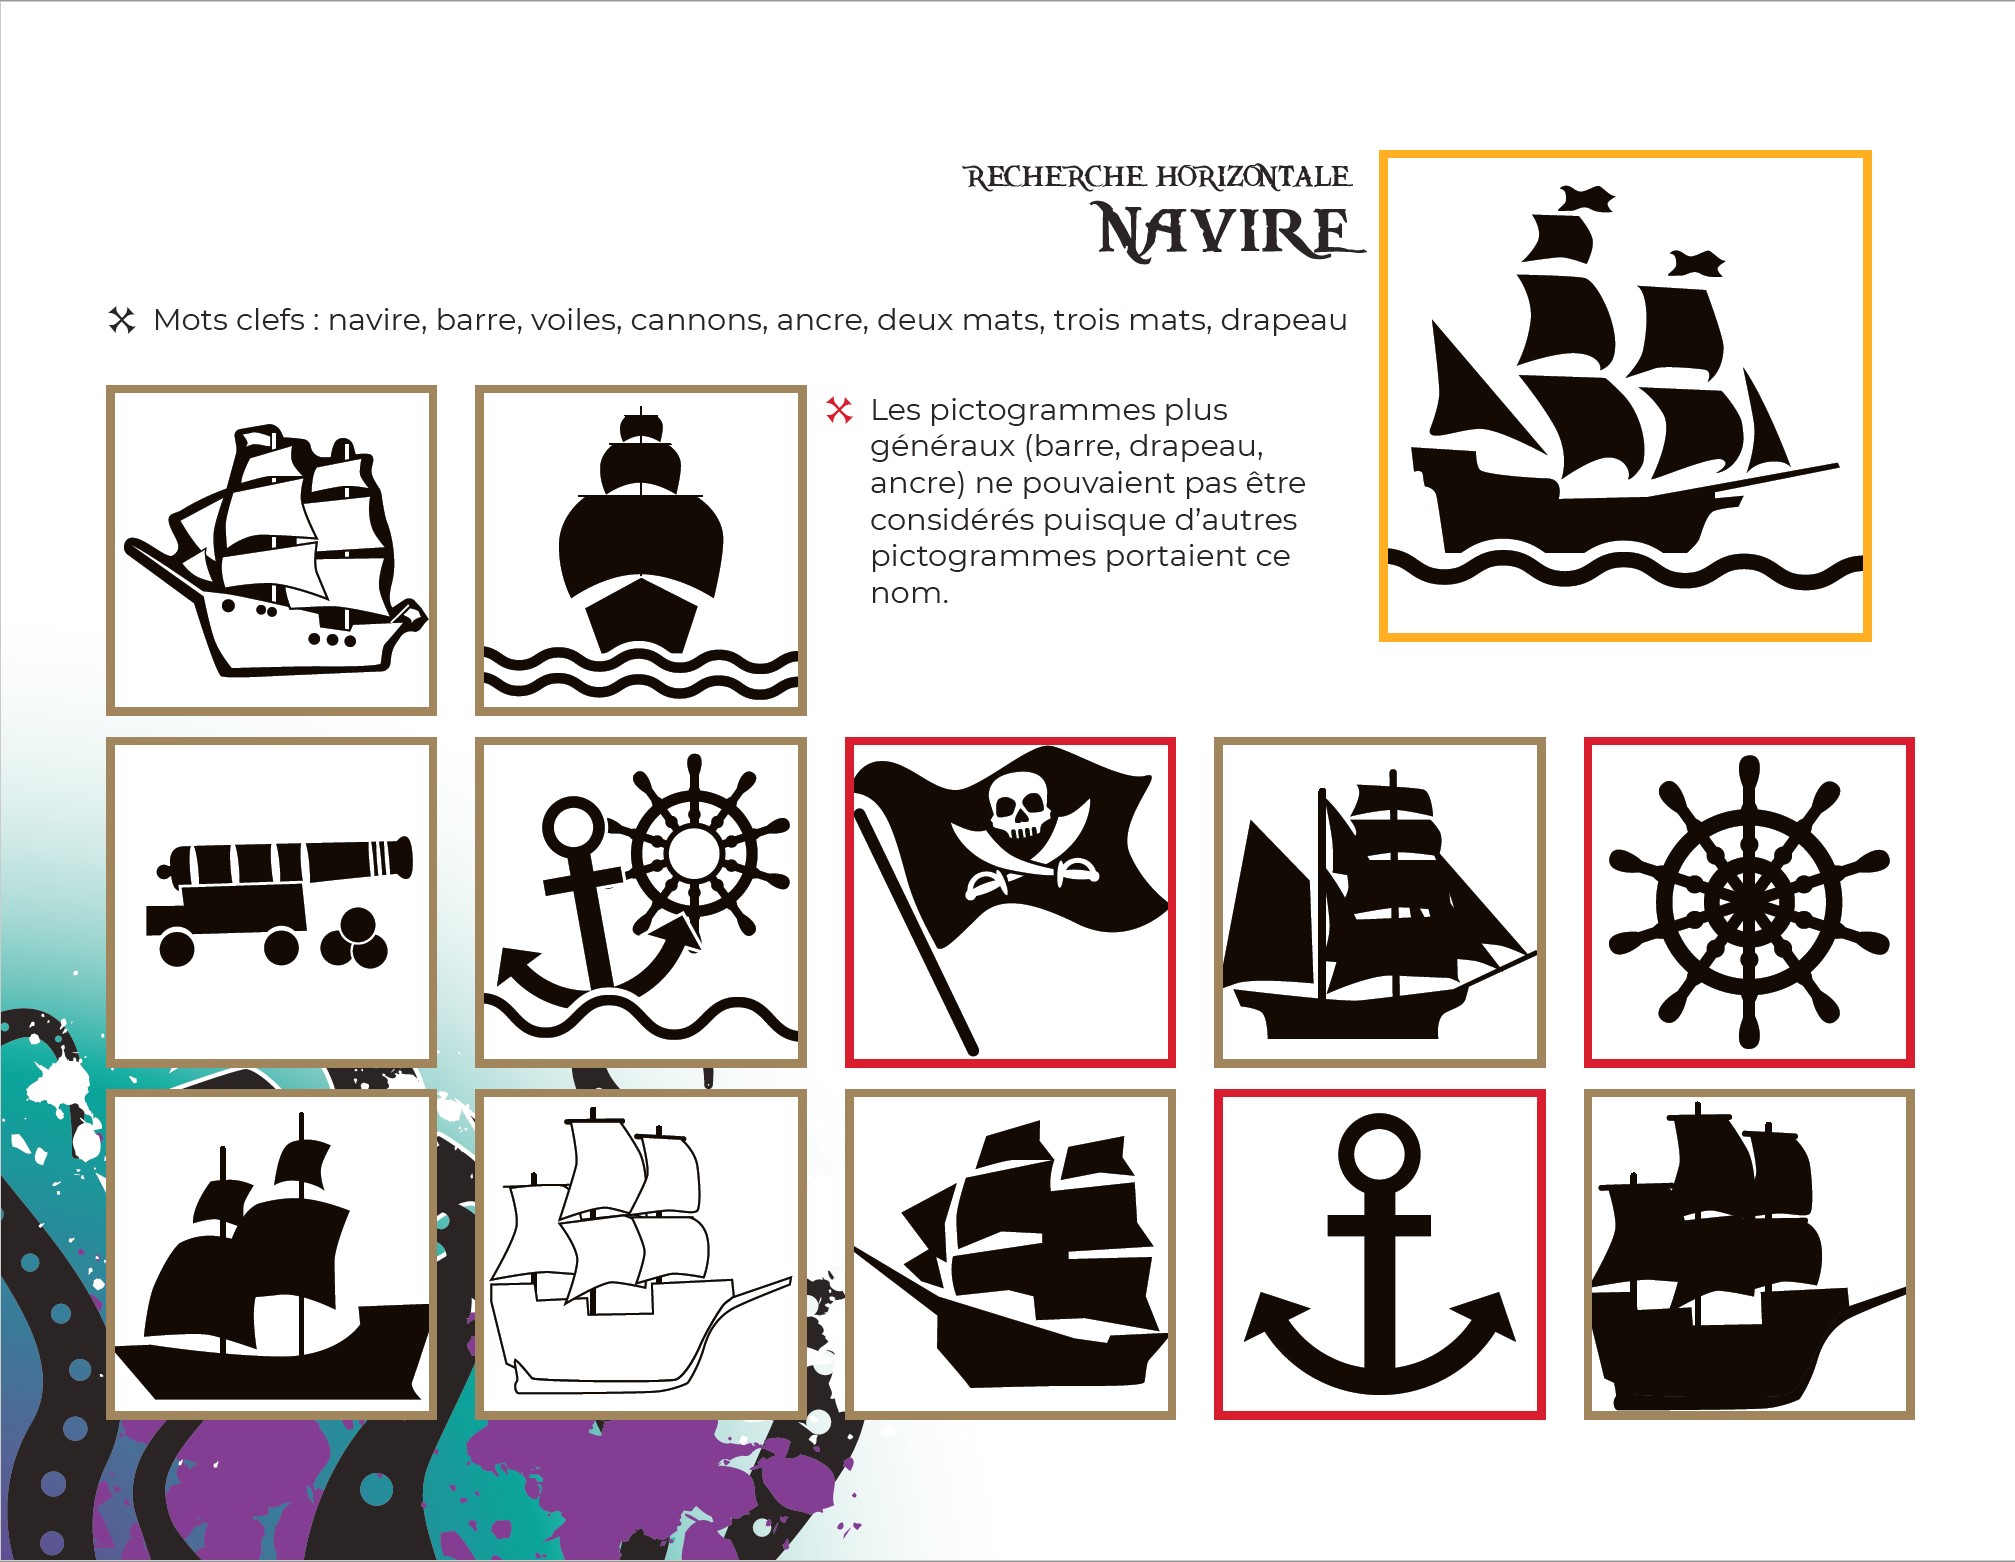 RECHERCHE HORIZONTALE
NAVIRE
Mots clefs : navire, barre, voiles, cannons, ancre, deux mats, trois mats, drapeau
Les pictogrammes plus
généraux (barre, drapeau,
ancre) ne pouvaient pas être
considérés puisque d’autres
pictogrammes portaient ce
nom.